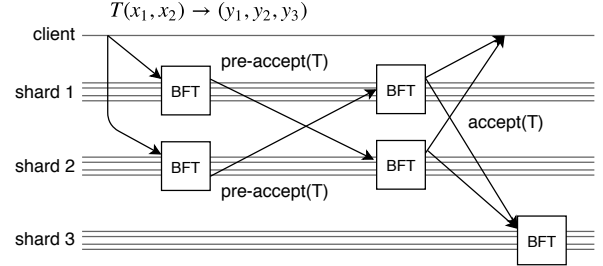 T(x₁, x₂) → (y₁, y₂, y₃)
client
pre-accept(T)
shard 1
BFT
BFT
accept(T)
shard 2
BFT
BFT
pre-accept(T)
shard 3
BFT